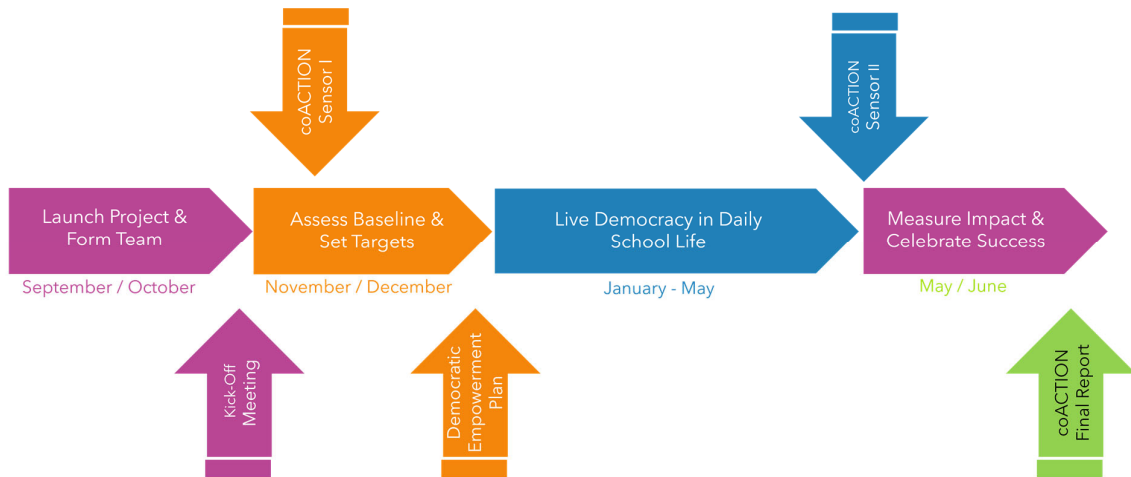 coACTION
Sensor I
coACTION
Sensor II
Launch Project &
Form Team
Assess Baseline &
Set Targets
Live Democracy in Daily
School Life
Measure Impact &
Celebrate Success
September / October
November / December
January - May
May / June
Kick-Off
Meeting
Democratic
Empowerment
Plan
coACTION
Final Report